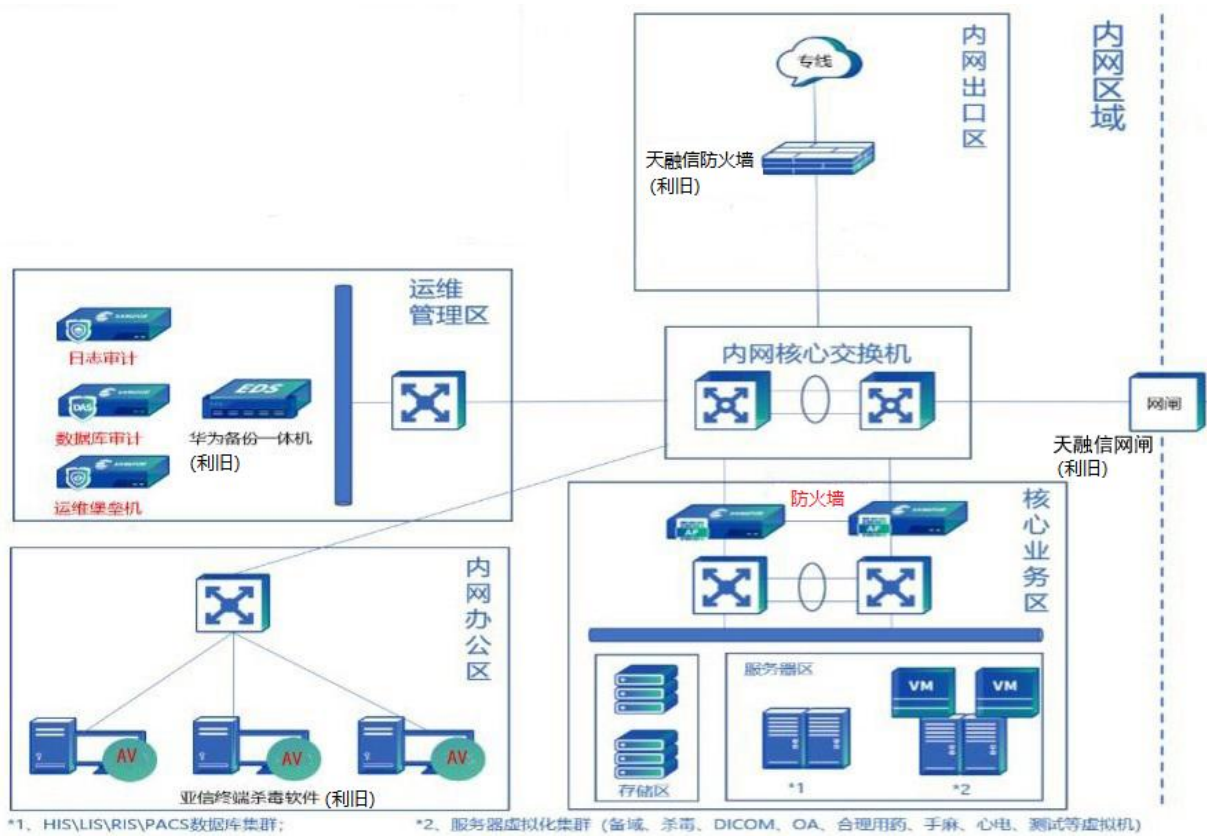 专线
内网出口区
内网区域
天融信防火墙
(利旧)
运维
管理区
日志审计
DAS
数据库审计
运维堡垒机
EDS
华为备份一体机
(利旧)
内网核心交换机
网闸
天融信网闸
(利旧)
防火墙
AF
AF
核心业务区
内网办公区
AV
AV
AV
亚信终端杀毒软件 (利旧)
存储区
服务器区
VM
VM
*1
*2
*1、HIS\LIS\RIS\PACS数据库集群;
*2、服务器虚拟化集群 (备域、杀毒、DICOM、OA、合理用药、手麻、心电、测试等虚拟机)